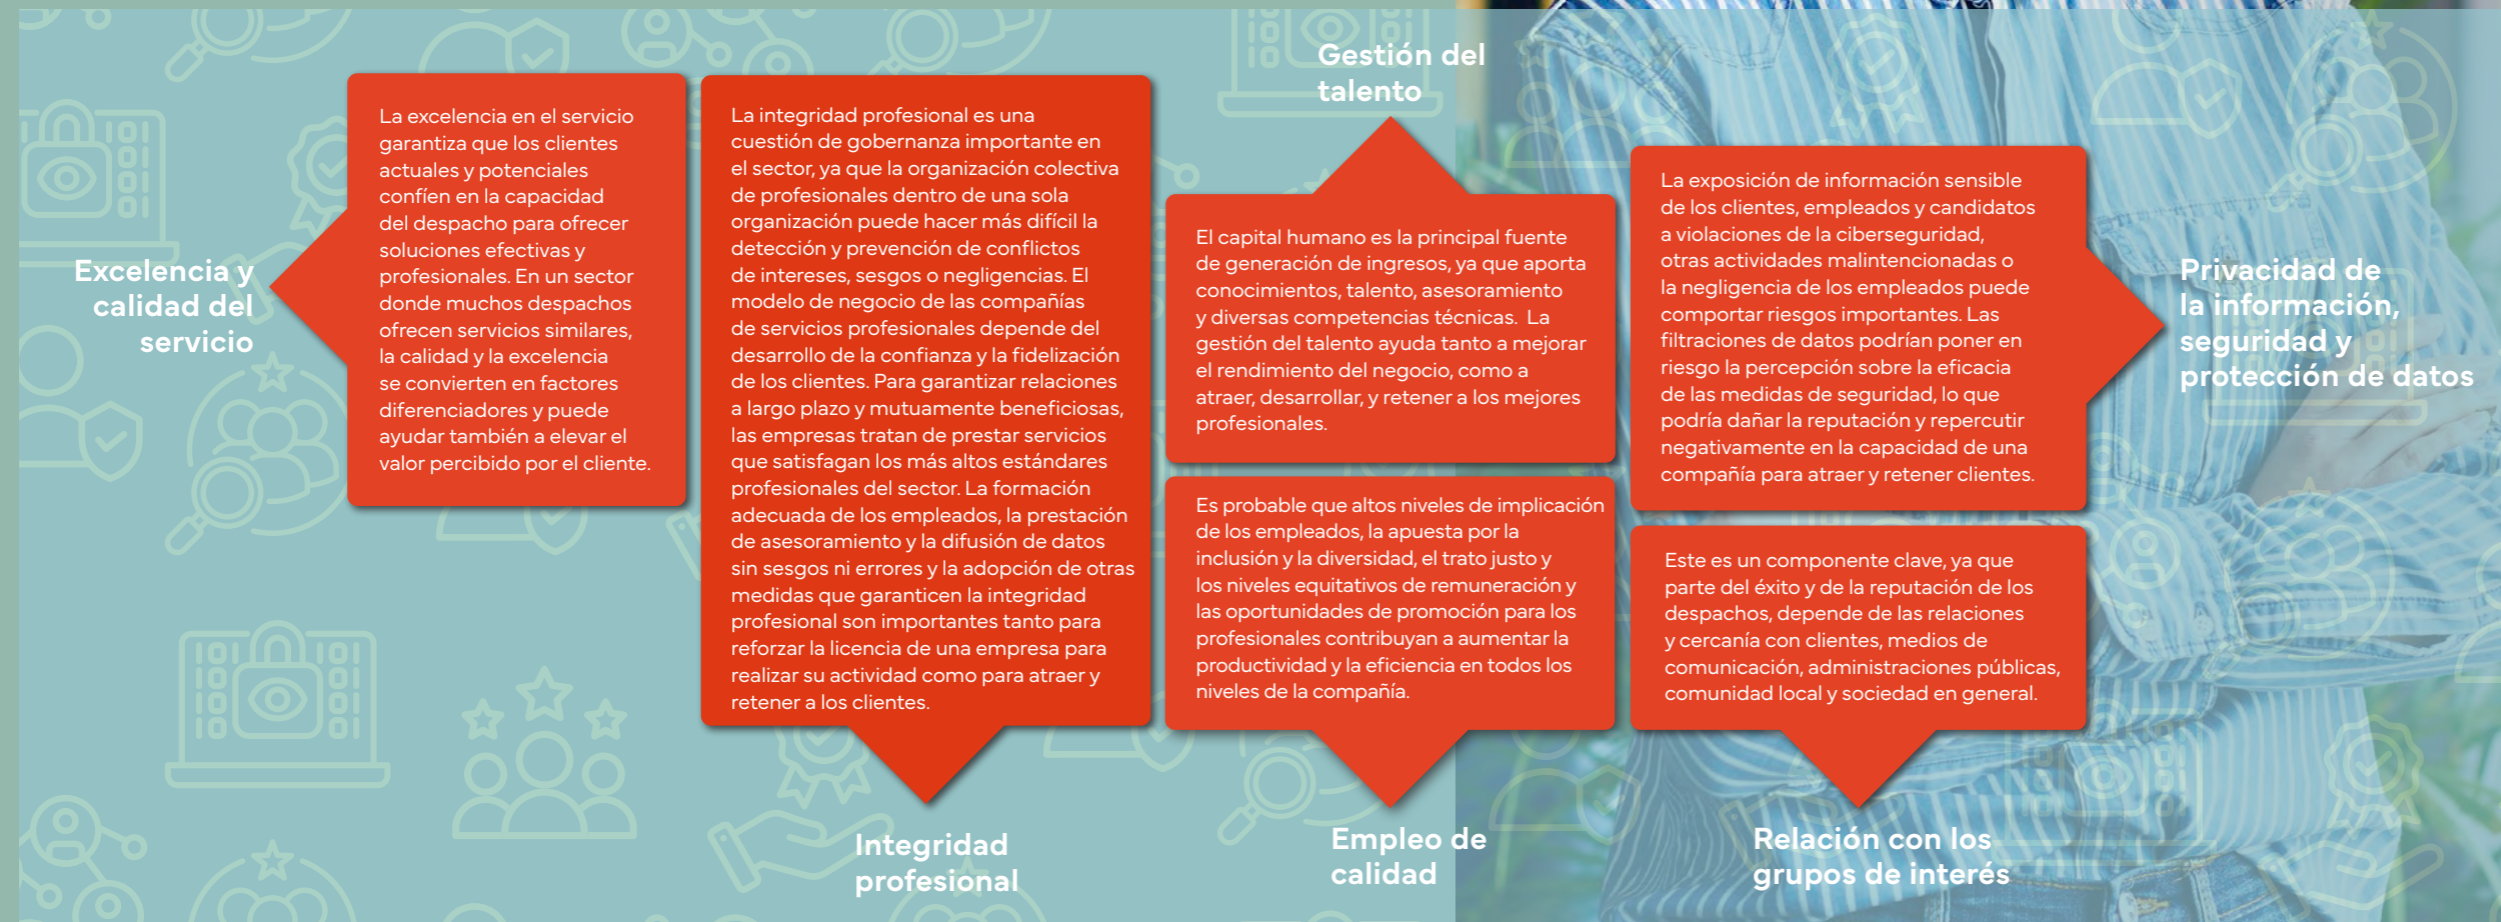 Excelencia y
calidad del
servicio
La excelencia en el servicio
garantiza que los clientes
actuales y potenciales
confíen en la capacidad
del despacho para ofrecer
soluciones efectivas y
profesionales. En un sector
donde muchos despachos
ofrecen servicios similares,
la calidad y la excelencia
se convierten en factores
diferenciadores y puede
ayudar también a elevar el
valor percibido por el cliente.
La integridad profesional es una
cuestión de gobernanza importante en
el sector, ya que la organización colectiva
de profesionales dentro de una sola
organización puede hacer más difícil la
detección y prevención de conflictos
de intereses, sesgos o negligencias. El
modelo de negocio de las compañías
de servicios profesionales depende del
desarrollo de la confianza y la fidelización
de los clientes. Para garantizar relaciones
a largo plazo y mutuamente beneficiosas,
las empresas tratan de prestar servicios
que satisfagan los más altos estándares
profesionales del sector. La formación
adecuada de los empleados, la prestación
de asesoramiento y la difusión de datos
sin sesgos ni errores y la adopción de otras
medidas que garanticen la integridad
profesional son importantes tanto para
reforzar la licencia de una empresa para
realizar su actividad como para atraer y
retener a los clientes.
Integridad
profesional
Gestión del
talento
El capital humano es la principal fuente
de generación de ingresos, ya que aporta
conocimientos, talento, asesoramiento
y diversas competencias técnicas. La
gestión del talento ayuda tanto a mejorar
el rendimiento del negocio, como a
atraer, desarrollar, y retener a los mejores
profesionales.
Es probable que altos niveles de implicación
de los empleados, la apuesta por la
inclusión y la diversidad, el trato justo y
los niveles equitativos de remuneración y
las oportunidades de promoción para los
profesionales contribuyan a aumentar la
productividad y la eficiencia en todos los
niveles de la compañía.
Empleo de
calidad
La exposición de información sensible
de los clientes, empleados y candidatos
a violaciones de la ciberseguridad,
otras actividades malintencionadas o
la negligencia de los empleados puede
comportar riesgos importantes. Las
filtraciones de datos podrían poner en
riesgo la percepción sobre la eficacia
de las medidas de seguridad, lo que
podría dañar la reputación y repercutir
negativamente en la capacidad de una
compañía para atraer y retener clientes.
Privacidad de
la información,
seguridad y
protección de datos
Este es un componente clave, ya que
parte del éxito y de la reputación de los
despachos, depende de las relaciones
y cercanía con clientes, medios de
comunicación, administraciones públicas,
comunidad local y sociedad en general.
Relación con los
grupos de interés